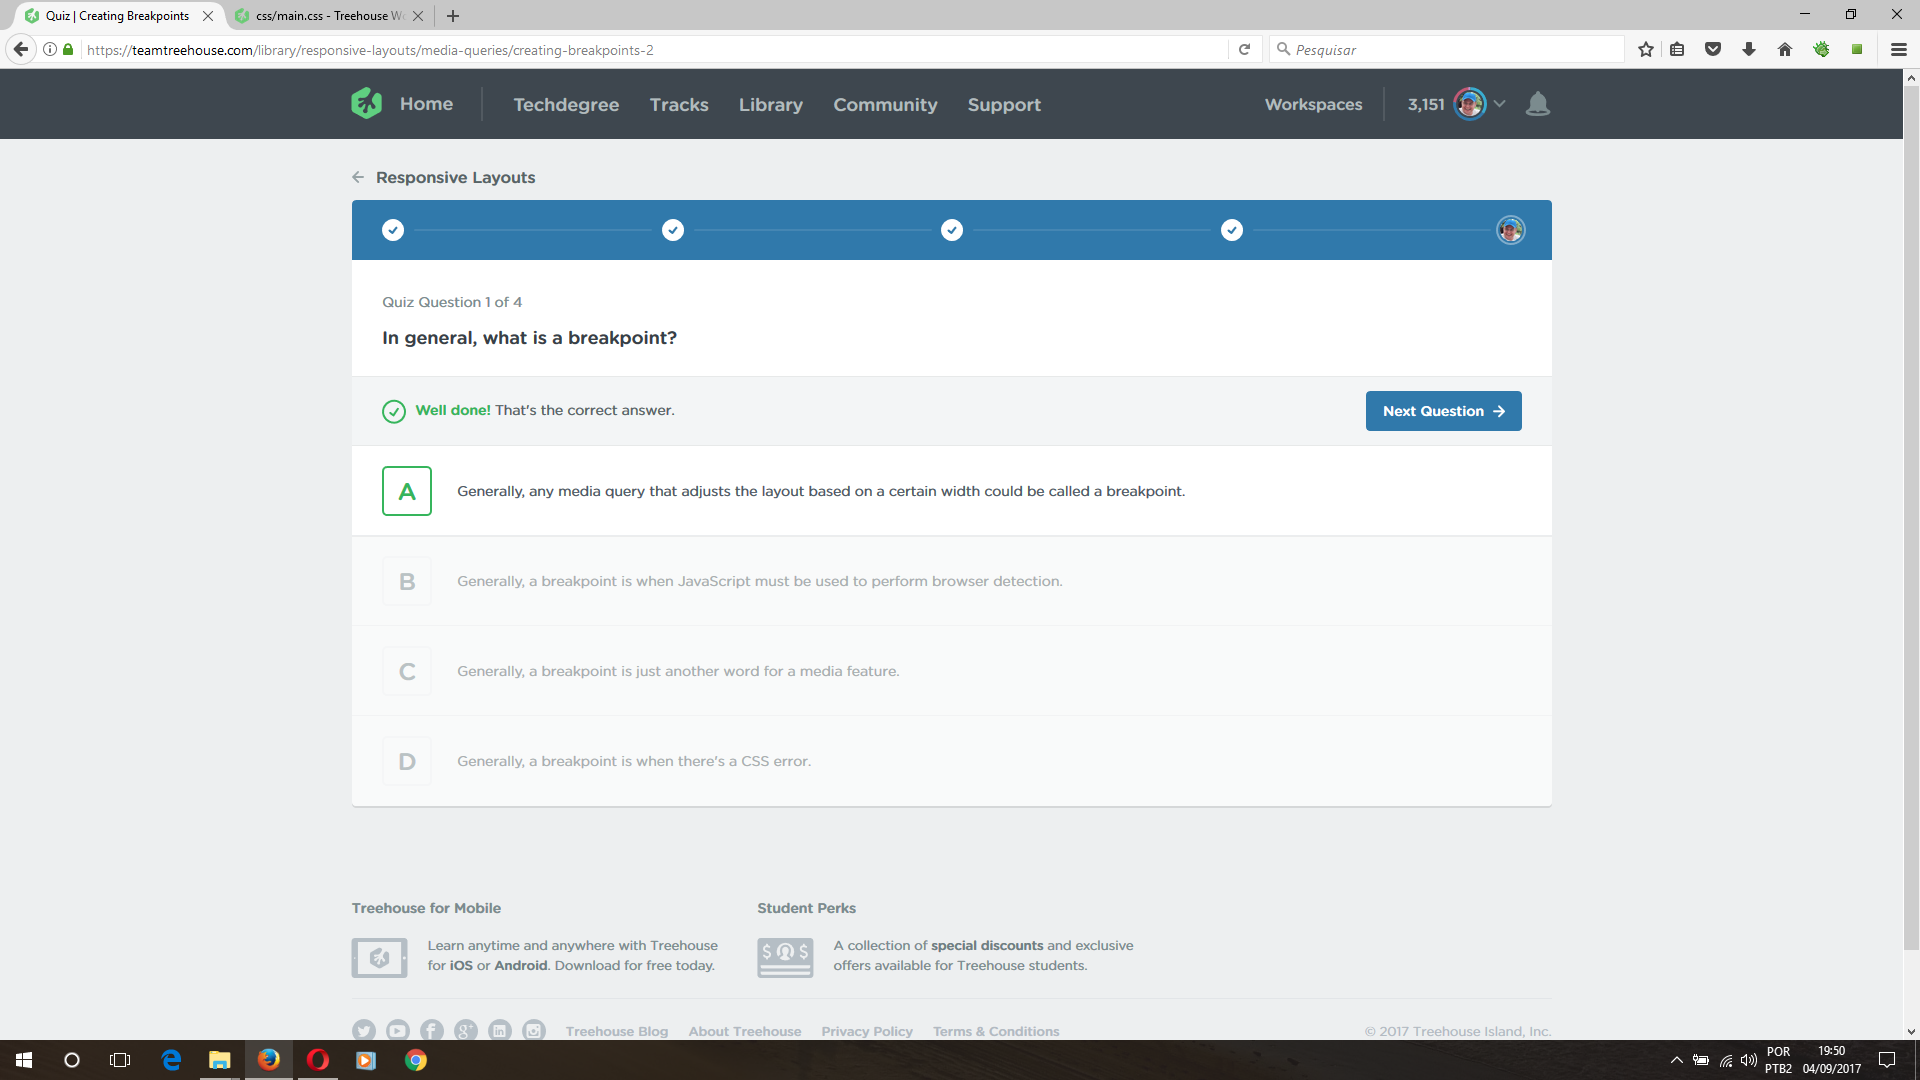 Quiz | Creating Breakpoints
css/main.css - Treehouse W
https://teamtreehouse.com/library/responsive-layouts/media-queries/creating-breakpoints-2
Pesquisar
Home
Techdegree
Tracks
Library
Community
Support
Workspaces
3,151
Responsive Layouts
Quiz Question 1 of 4
In general, what is a breakpoint?
Well done! That's the correct answer.
Next Question
A
Generally, any media query that adjusts the layout based on a certain width could be called a breakpoint.
B
Generally, a breakpoint is when JavaScript must be used to perform browser detection.
C
Generally, a breakpoint is just another word for a media feature.
D
Generally, a breakpoint is when there's a CSS error.
Treehouse for Mobile
Learn anytime and anywhere with Treehouse
for iOS or Android. Download for free today.
Student Perks
A collection of special discounts and exclusive
offers available for Treehouse students.
Treehouse Blog
About Treehouse
Privacy Policy
Terms & Conditions
© 2017 Treehouse Island, Inc.
POR
PTB2
19:50
04/09/2017